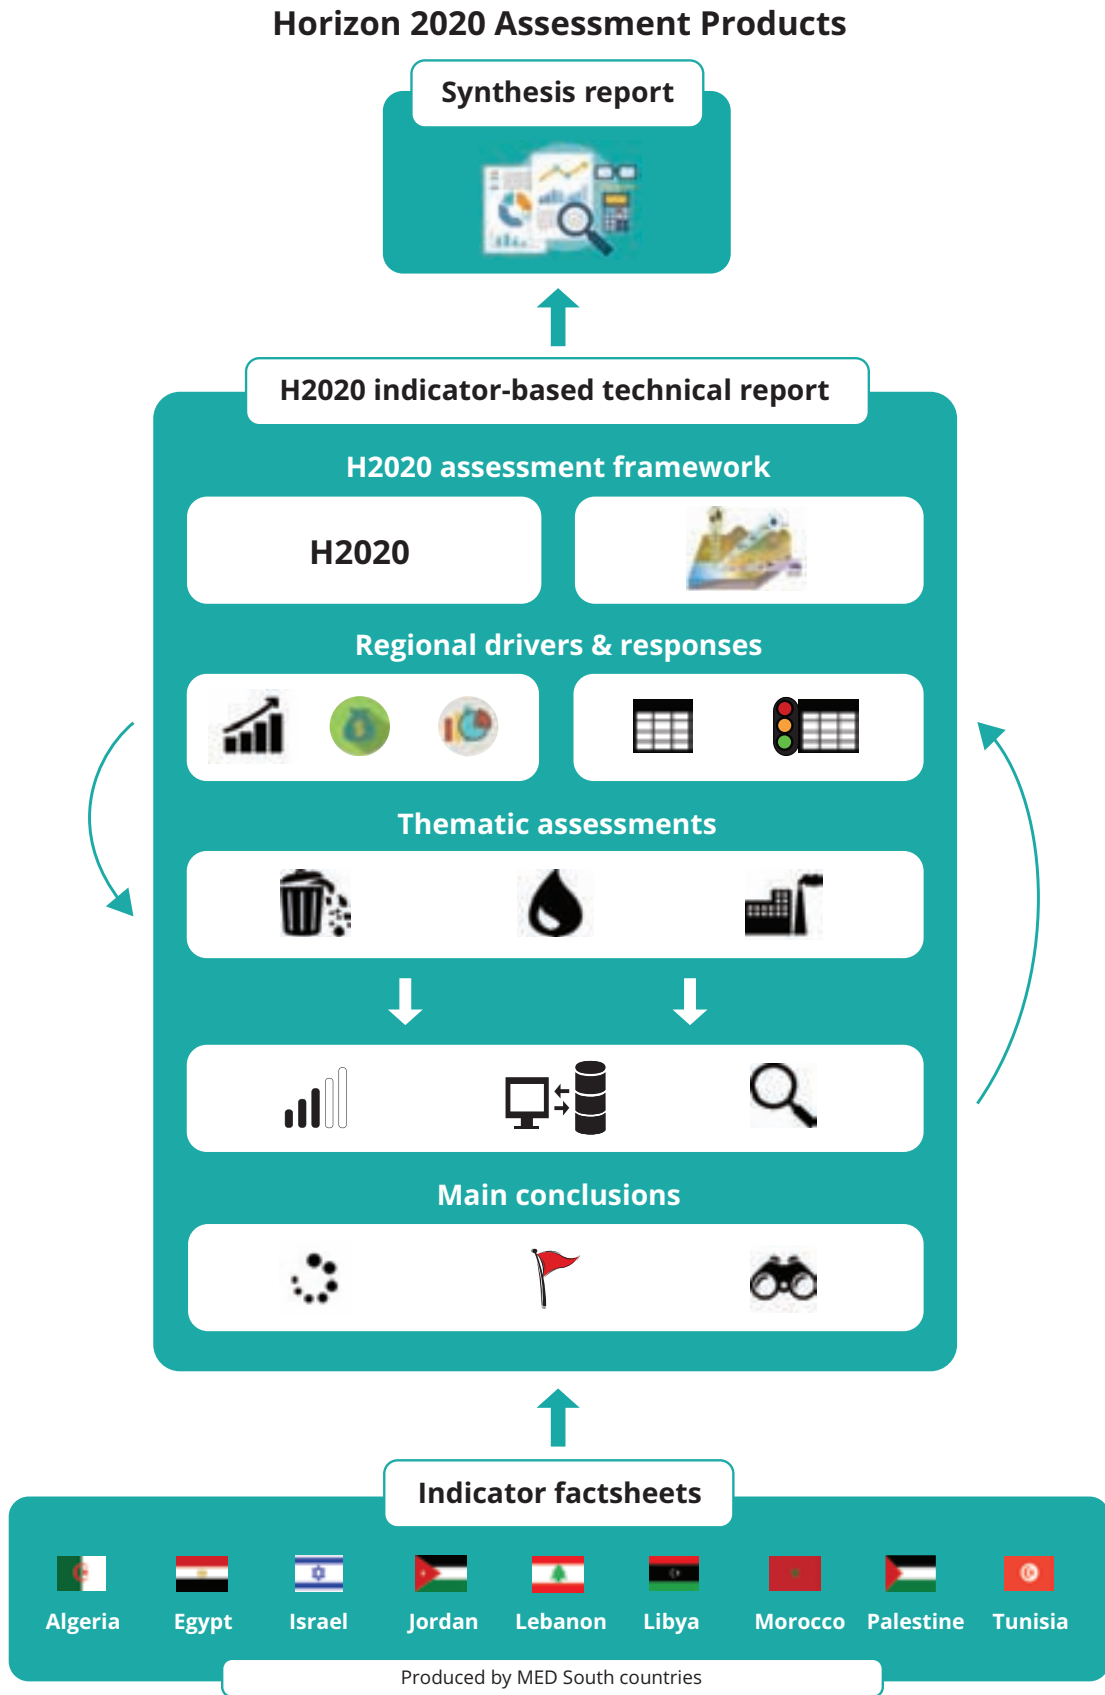 Horizon 2020 Assessment Products
Synthesis report
H2020 indicator-based technical report
H2020 assessment framework
H2020
Regional drivers & responses
Thematic assessments
Main conclusions
Indicator factsheets
Algeria Egypt Israel Jordan Lebanon Libya Morocco Palestine Tunisia
Produced by MED South countries